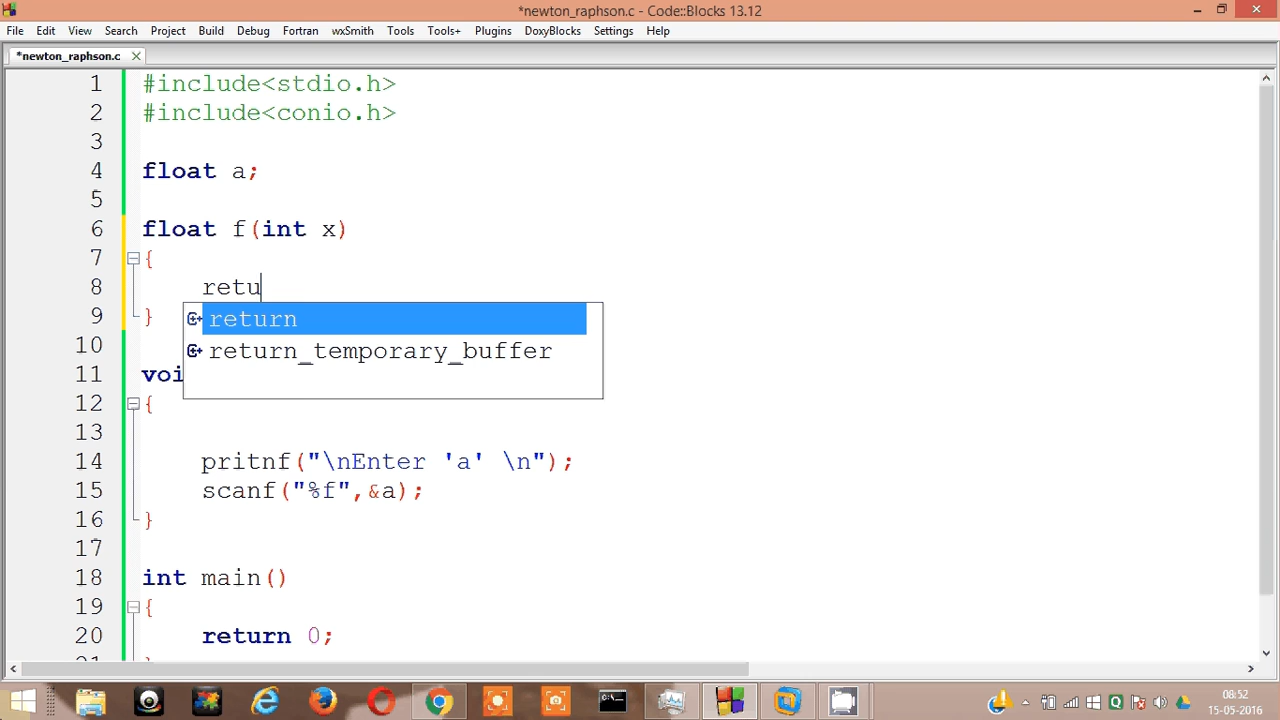 *newton_raphson.c - Code::Blocks 13.12
File Edit View Search Project Build Debug Fortran wxSmith Tools Tools+ Plugins DoxyBlocks Settings Help
*newton_raphson.c
1 #include<stdio.h>
2 #include<conio.h>
3
4 float a;
5
6 float f(int x)
7 {
8 retu
return
9 }
return_temporary_buffer
10
11 voi
12 {
13
14 pritnf("\nEnter 'a' \n");
15 scanf("%f",&a);
16 }
17
18 int main()
19 {
20 return 0;
08:52
15-05-2016